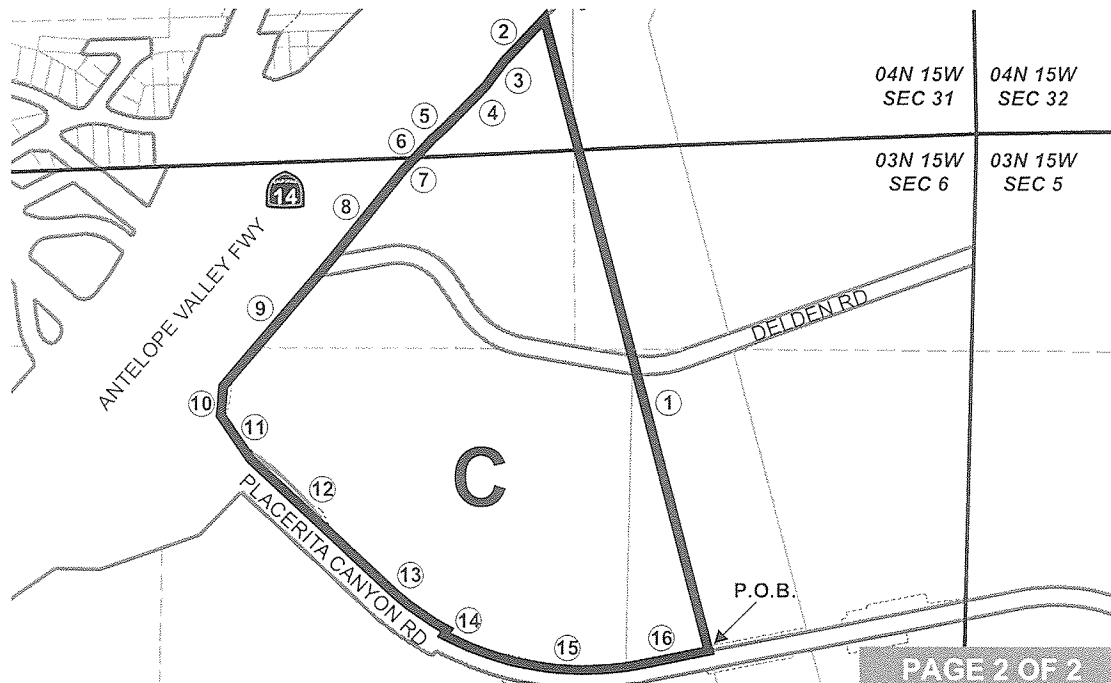 2
3
4
5
6
7
04N 15W
SEC 31
04N 15W
SEC 32
03N 15W
SEC 6
03N 15W
SEC 5
14
8
ANTELOPE VALLEY FWY
9
DELDEN RD
10
1
11
C
12
PLACERITA CANYON RD
13
P.O.B.
14
15
16
PAGE 2 OF 2